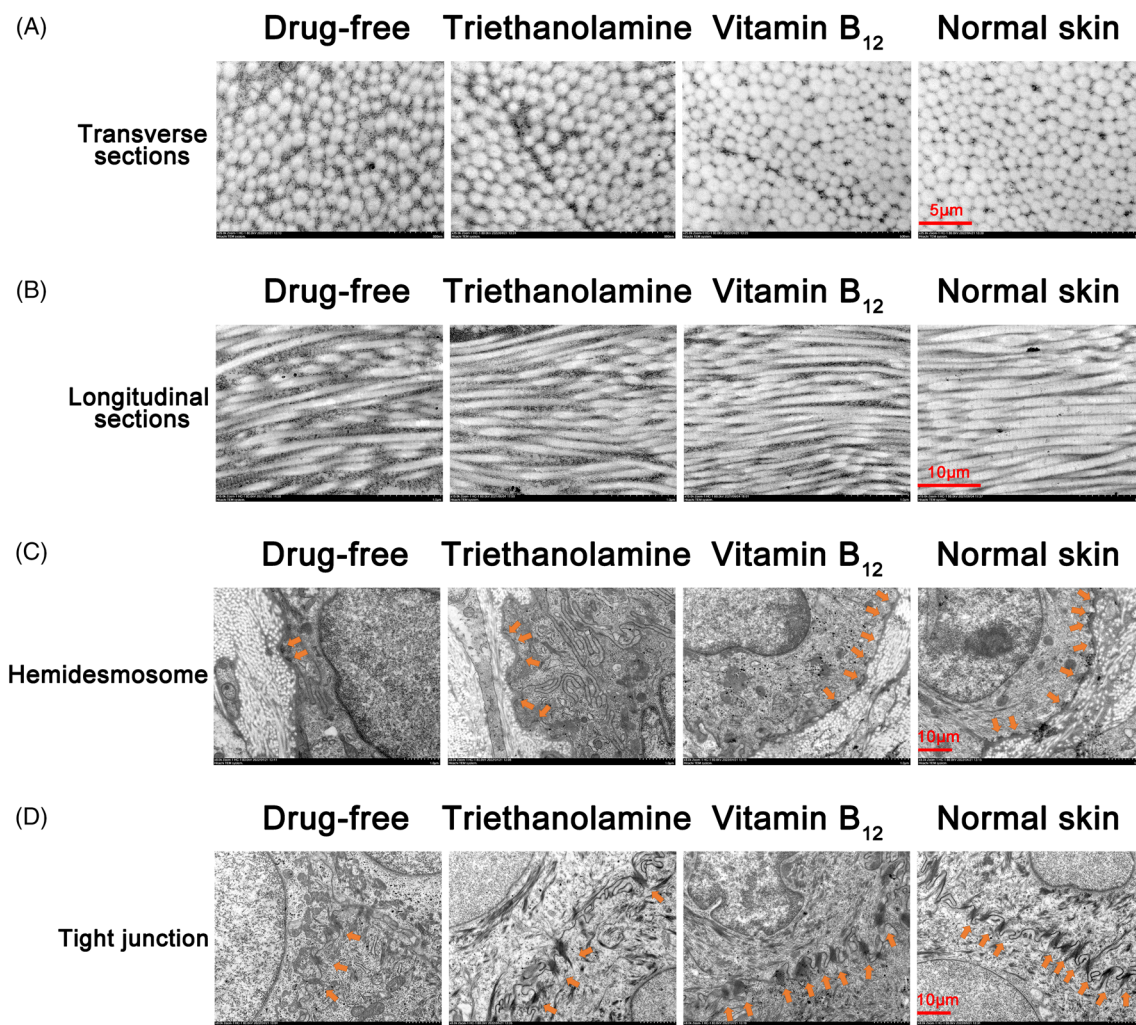 (A)
Drug-free Triethanolamine Vitamin B12 Normal skin
Transverse
sections
5μm
(B)
Drug-free Triethanolamine Vitamin B12 Normal skin
Longitudinal
sections
10μm
(C)
Drug-free Triethanolamine Vitamin B12 Normal skin
Hemidesmosome
10μm
(D)
Drug-free Triethanolamine Vitamin B12 Normal skin
Tight junction
10μm